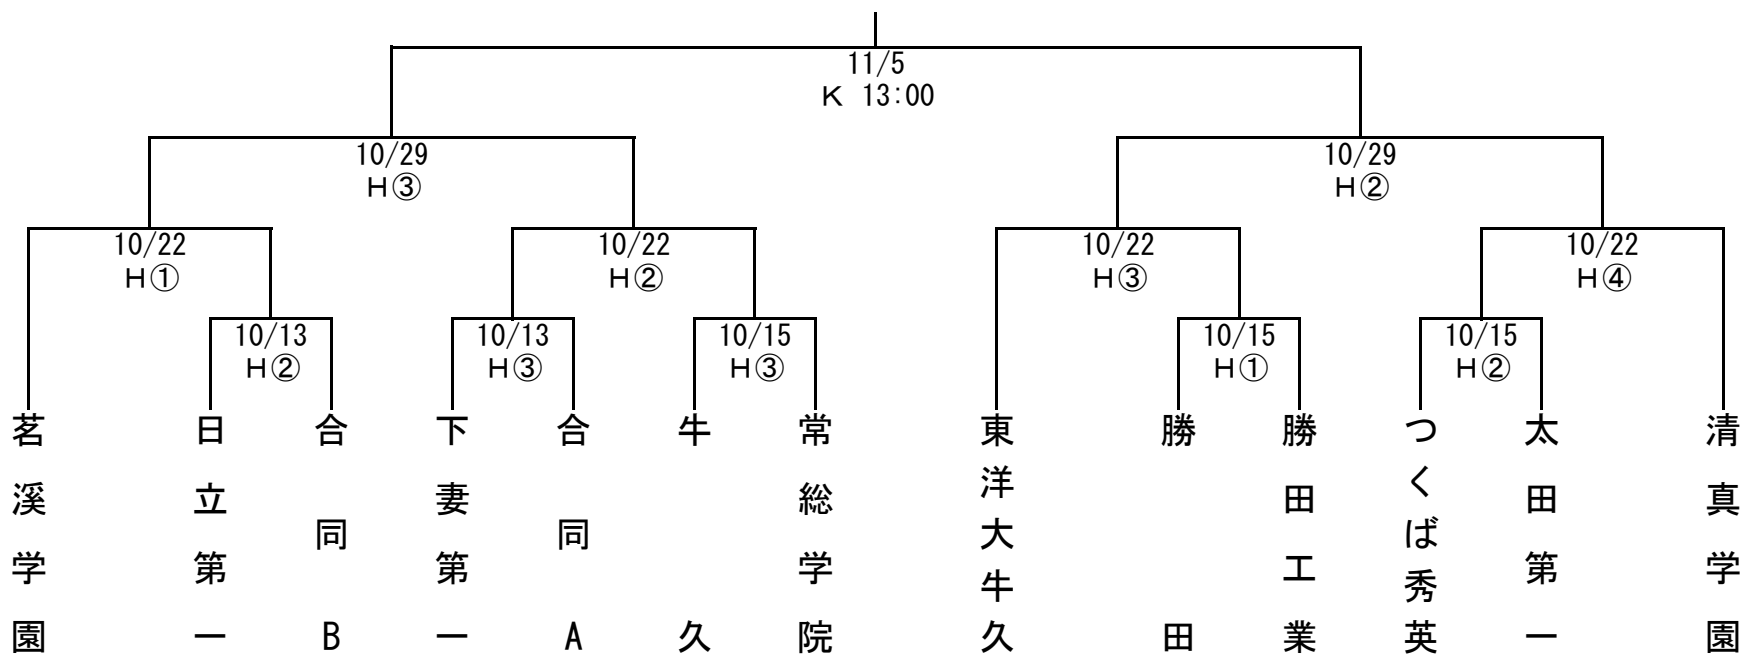 11/5
K 13:00
10/29
H③
10/29
H②
10/22
H①
10/22
H②
10/22
H③
10/22
H④
10/13
H②
10/13
H③
10/15
H③
10/15
H①
10/15
H②
茗溪学園
日立第一
合同B
下妻第一
合同A
牛久
常総学院
東洋大牛久
勝田
勝田工業
つくば秀英
太田第一
清真学園